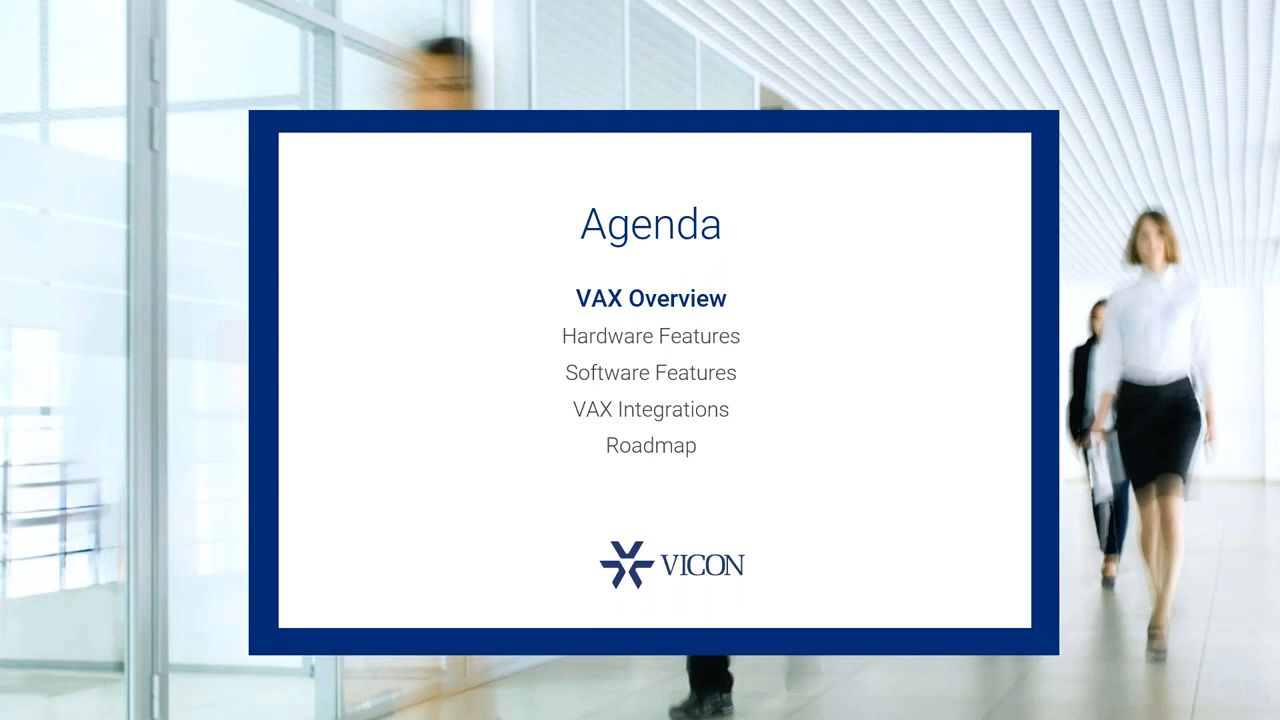 Agenda
VAX Overview
Hardware Features
Software Features
VAX Integrations
Roadmap
VICON